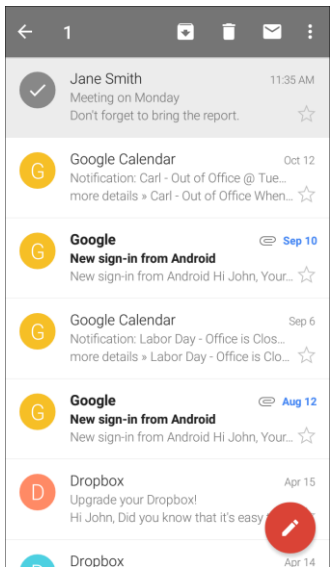 1
Jane Smith 11:35 AM
Meeting on Monday
Don't forget to bring the report.
G
Google Calendar Oct 12
Notification: Carl - Out of Office @ Tue...
more details » Carl - Out of Office When...
G
Google Sep 10
New sign-in from Android
New sign-in from Android Hi John, Your...
G
Google Calendar Sep 6
Notification: Labor Day - Office is Clos...
more details » Labor Day - Office is Clo...
G
Google Aug 12
New sign-in from Android
New sign-in from Android Hi John, Your...
D
Dropbox Apr 15
Upgrade your Dropbox!
Hi John, Did you know that it's easy
Dropbox Apr 14